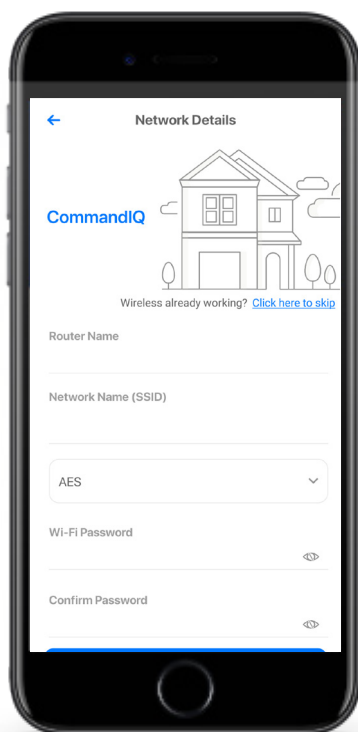 Network Details
CommandIQ
Wireless already working? Click here to skip
Router Name
Network Name (SSID)
AES
Wi-Fi Password
Confirm Password